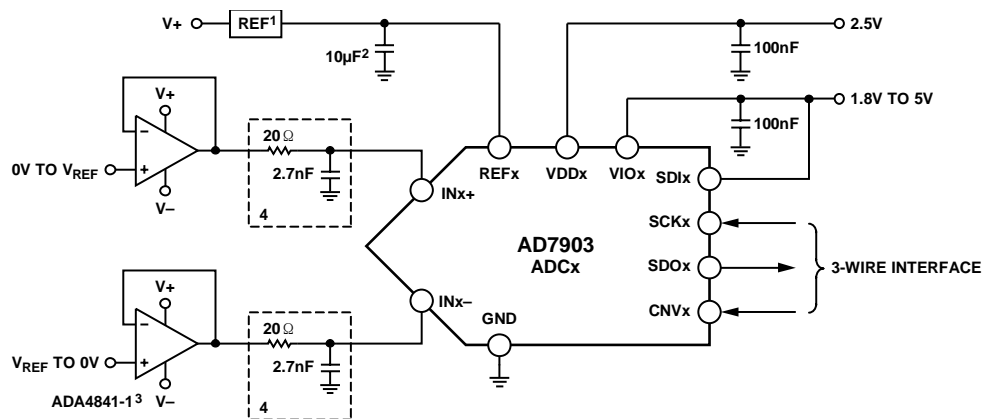 V+
REF1
10µF2
100nF
2.5V
1.8V TO 5V
100nF
V+
−
0V TO VREF
+
V−
20Ω
2.7nF
4
REFx
VDDx
VIOx
INx+
SDIx
SCKx
AD7903
ADCx
SDOx
3-WIRE INTERFACE
INx−
CNVx
GND
V+
−
VREF TO 0V
+
ADA4841-13
V−
20Ω
2.7nF
4